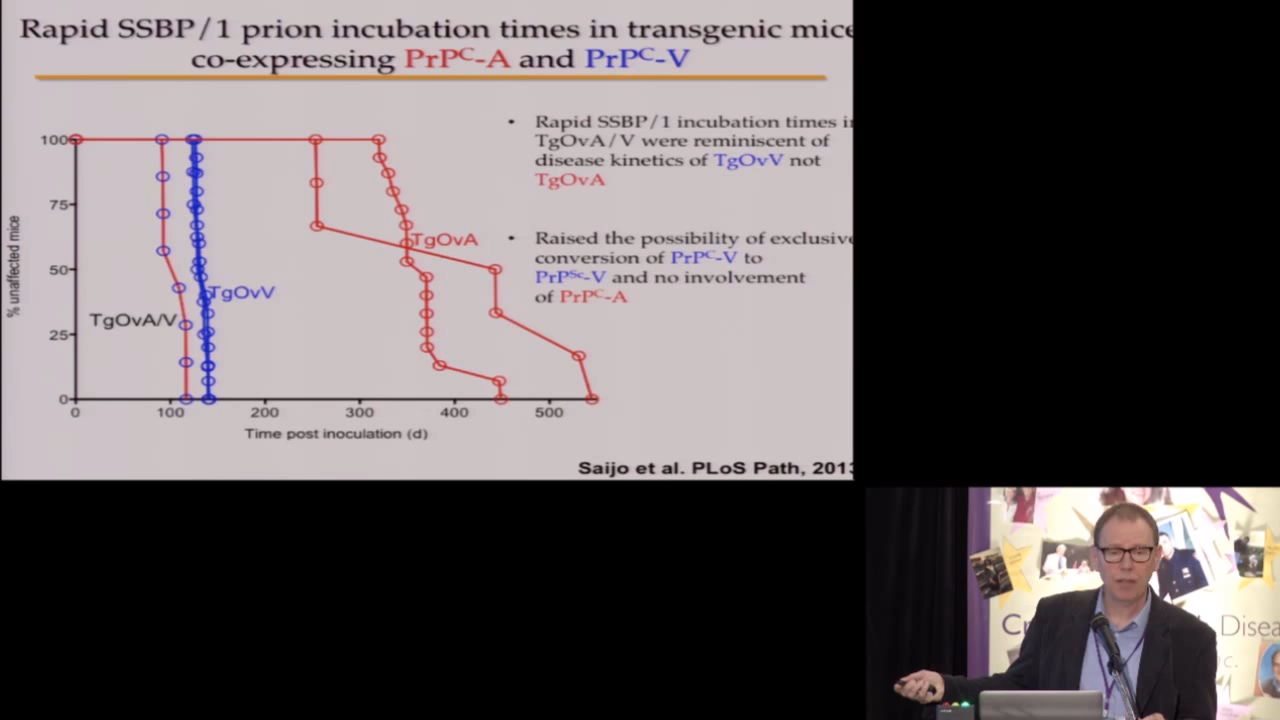 Rapid SSBP/1 prion incubation times in transgenic mice
co-expressing PrPᶜ-A and PrPᶜ-V
• Rapid SSBP/1 incubation times i
TgOvA/V were reminiscent of
disease kinetics of TgOvV not
TgOvA
• Raised the possibility of exclusive
conversion of PrPᶜ-V to
PrPˢᶜ-V and no involvement
of PrPᶜ-A
% unaffected mice
100
75
50
25
0
TgOvA
TgOvV
TgOvA/V
0 100 200 300 400 500
Time post inoculation (d)
Saijo et al. PLoS Path, 2013
Disea